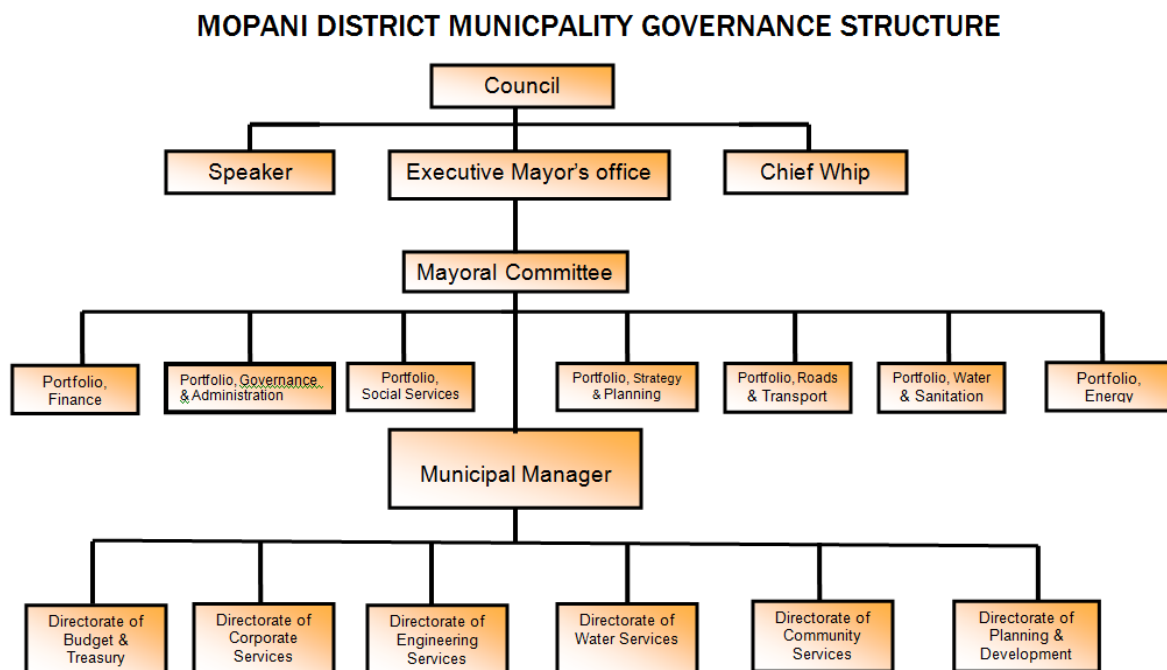 MOPANI DISTRICT MUNICPALITY GOVERNANCE STRUCTURE
Council
Speaker
Executive Mayor's office
Chief Whip
Mayoral Committee
Portfolio,
Finance
Portfolio, Governance
& Administration
Portfolio,
Social Services
Portfolio, Strategy
& Planning
Portfolio, Roads
& Transport
Portfolio, Water
& Sanitation
Portfolio,
Energy
Municipal Manager
Directorate of
Budget &
Treasury
Directorate of
Corporate
Services
Directorate of
Engineering
Services
Directorate of
Water Services
Directorate of
Community
Services
Directorate of
Planning &
Development